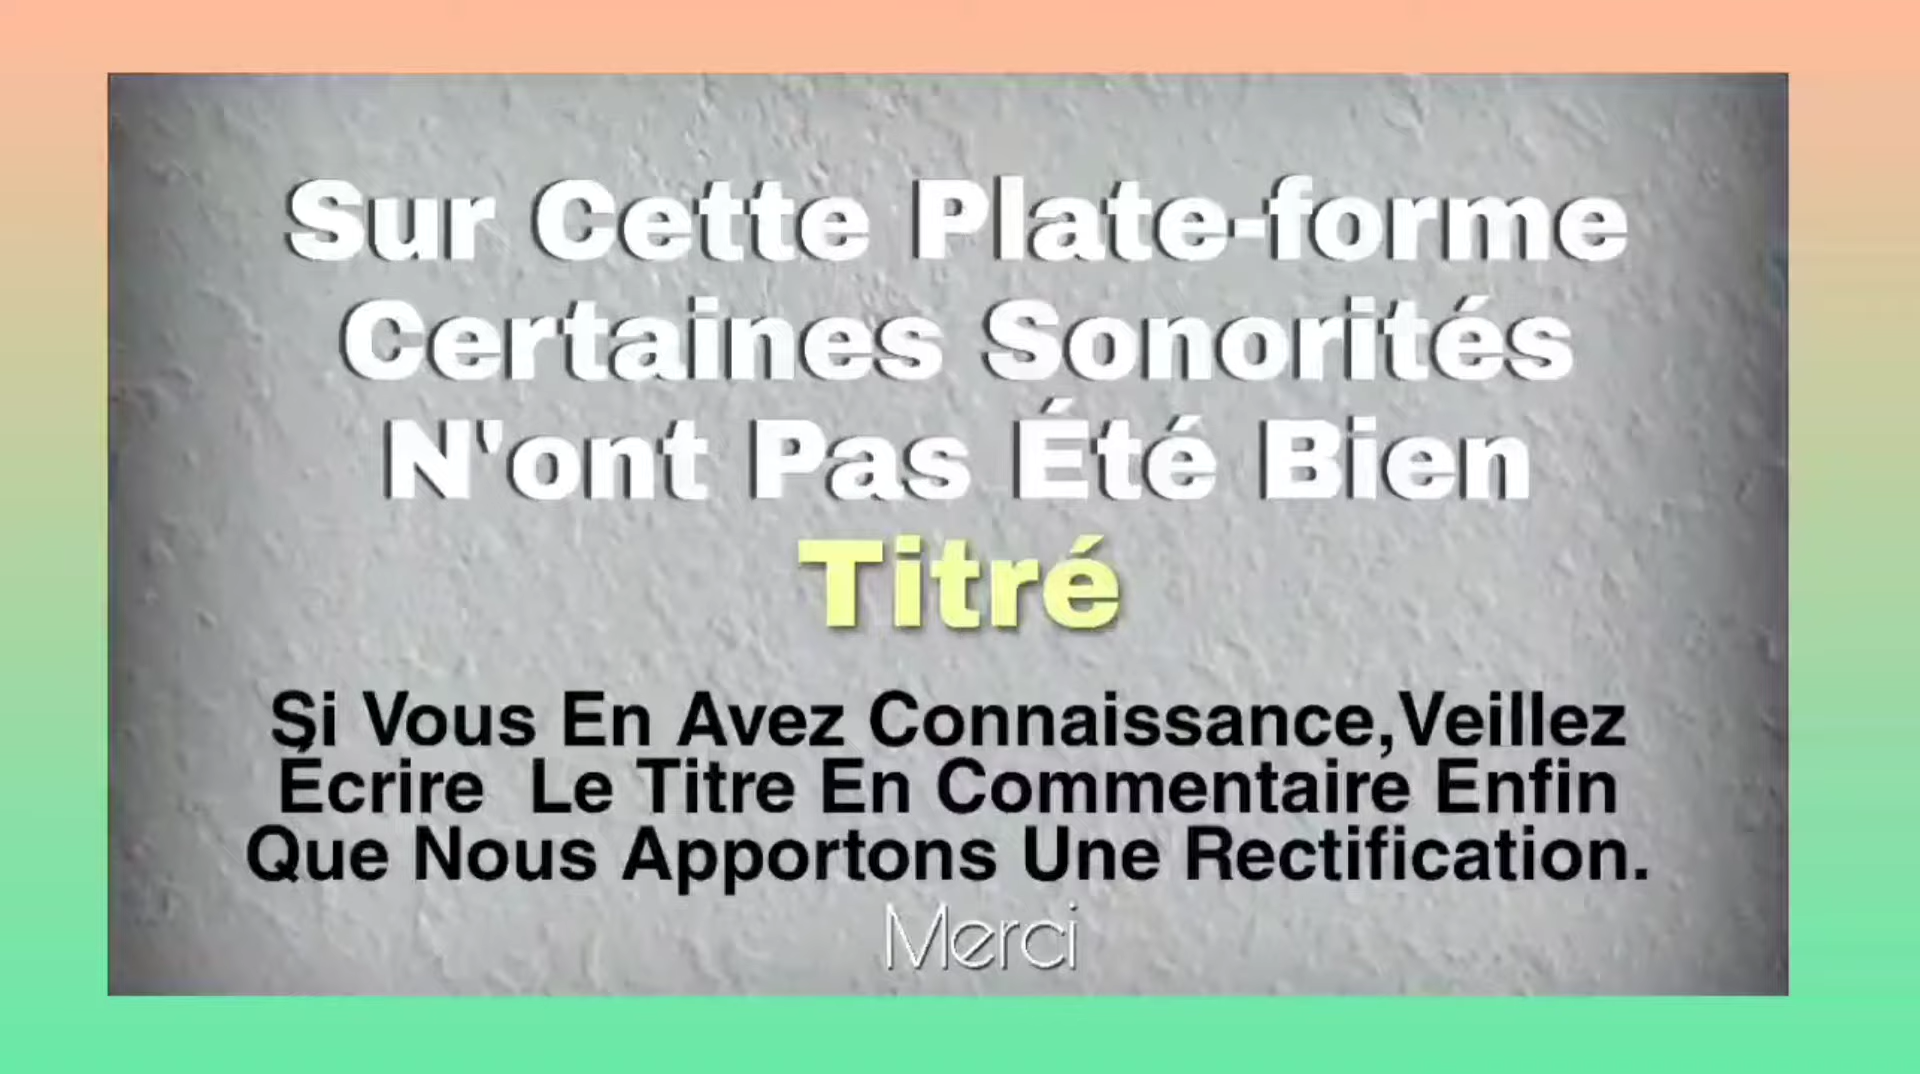 Sur Cette Plate-forme
Certaines Sonorités
N'ont Pas Été Bien
Titré
Si Vous En Avez Connaissance,Veillez
Écrire Le Titre En Commentaire Enfin
Que Nous Apportons Une Rectification.
Merci